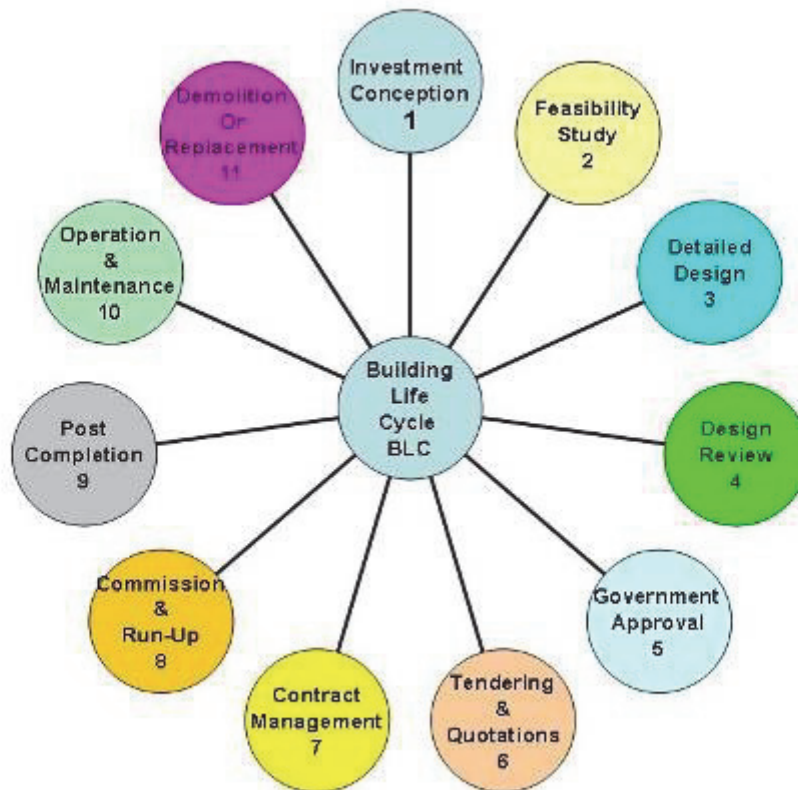 Investment
Conception
1
Feasibility
Study
2
Detailed
Design
3
Design
Review
4
Government
Approval
5
Tendering
&
Quotations
6
Contract
Management
7
Commission
&
Run-Up
8
Post
Completion
9
Operation
&
Maintenance
10
Demolition
Or
Replacement
11
Building
Life
Cycle
BLC